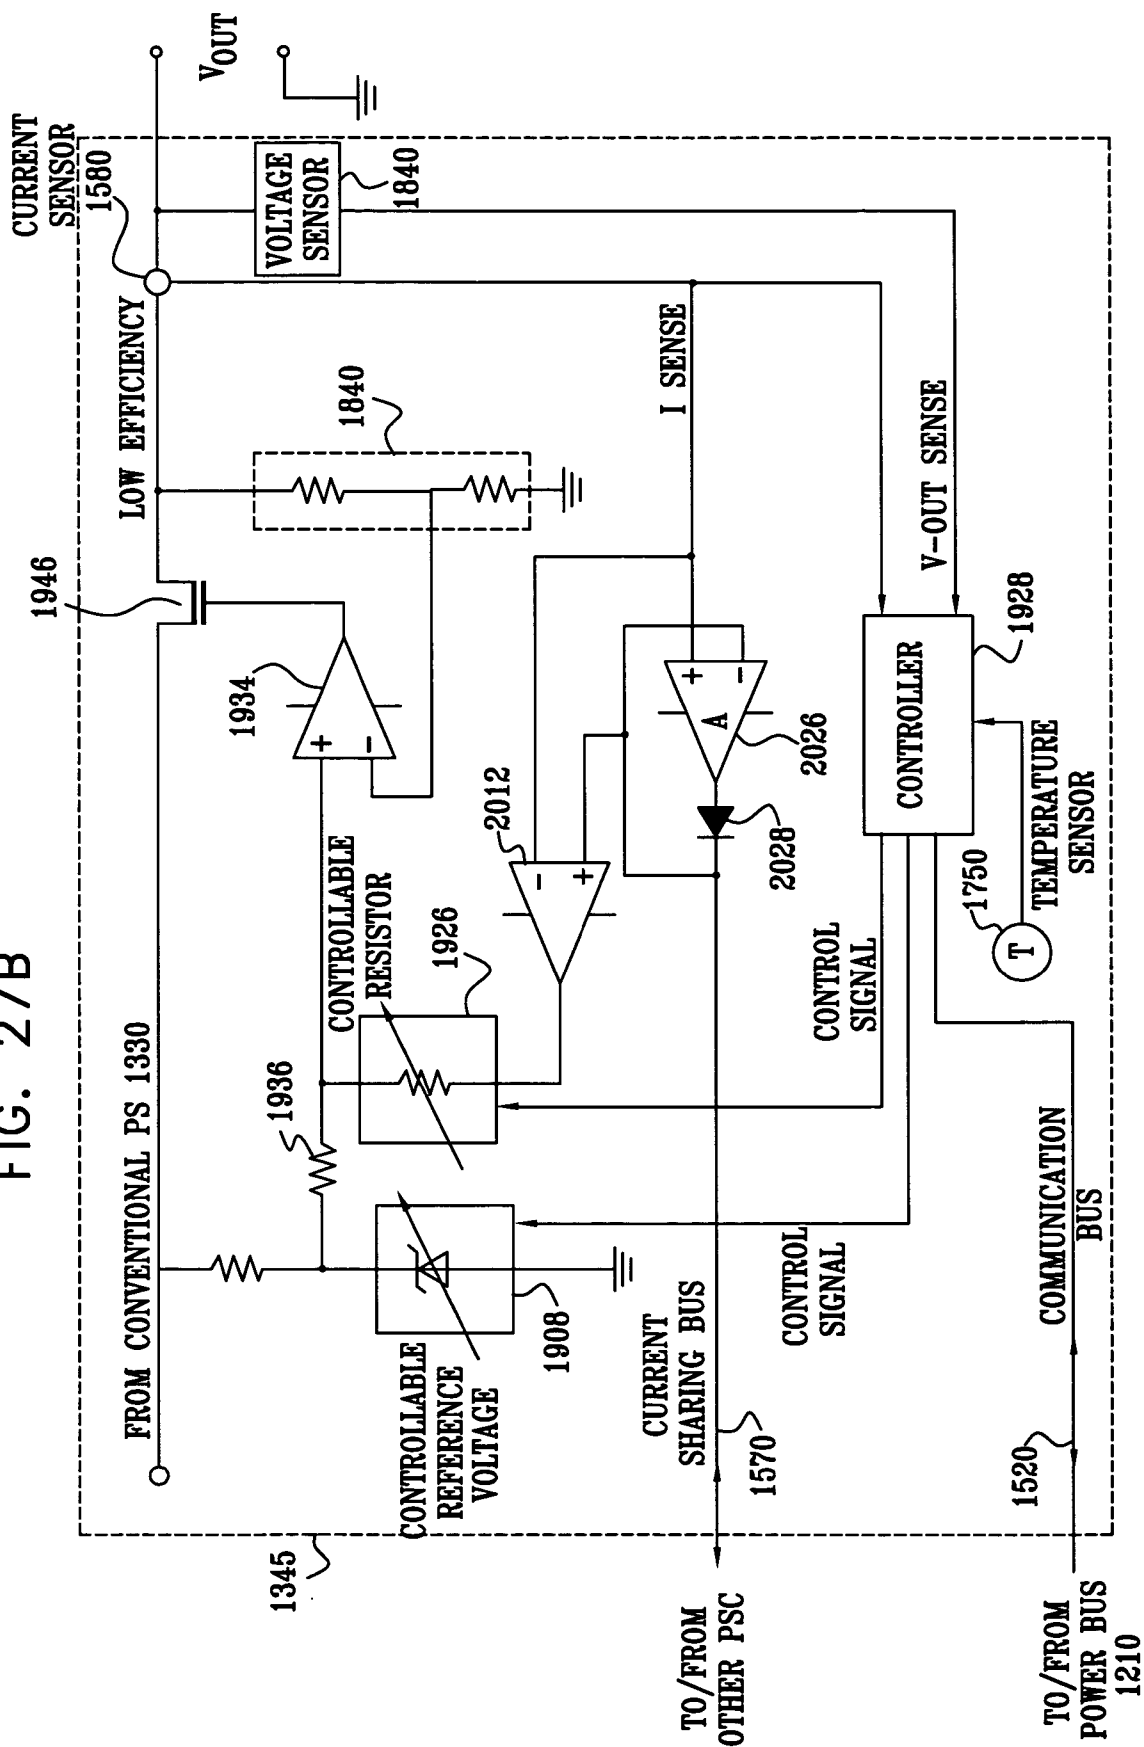 FIG. 27B
FROM CONVENTIONAL PS 1330
1946
LOW EFFICIENCY
CURRENT
SENSOR
1580
VOUT
1345
1936
CONTROLLABLE
RESISTOR
1926
1934
+
−
1840
VOLTAGE
SENSOR
1840
CONTROLLABLE
REFERENCE
VOLTAGE
1908
2012
−
+
I SENSE
CURRENT
SHARING BUS
1570
TO/FROM
OTHER PSC
2028
A
+
−
2026
CONTROL
SIGNAL
CONTROL
SIGNAL
CONTROLLER
1928
V-OUT SENSE
T
1750
TEMPERATURE
SENSOR
COMMUNICATION
BUS
1520
TO/FROM
POWER BUS
1210